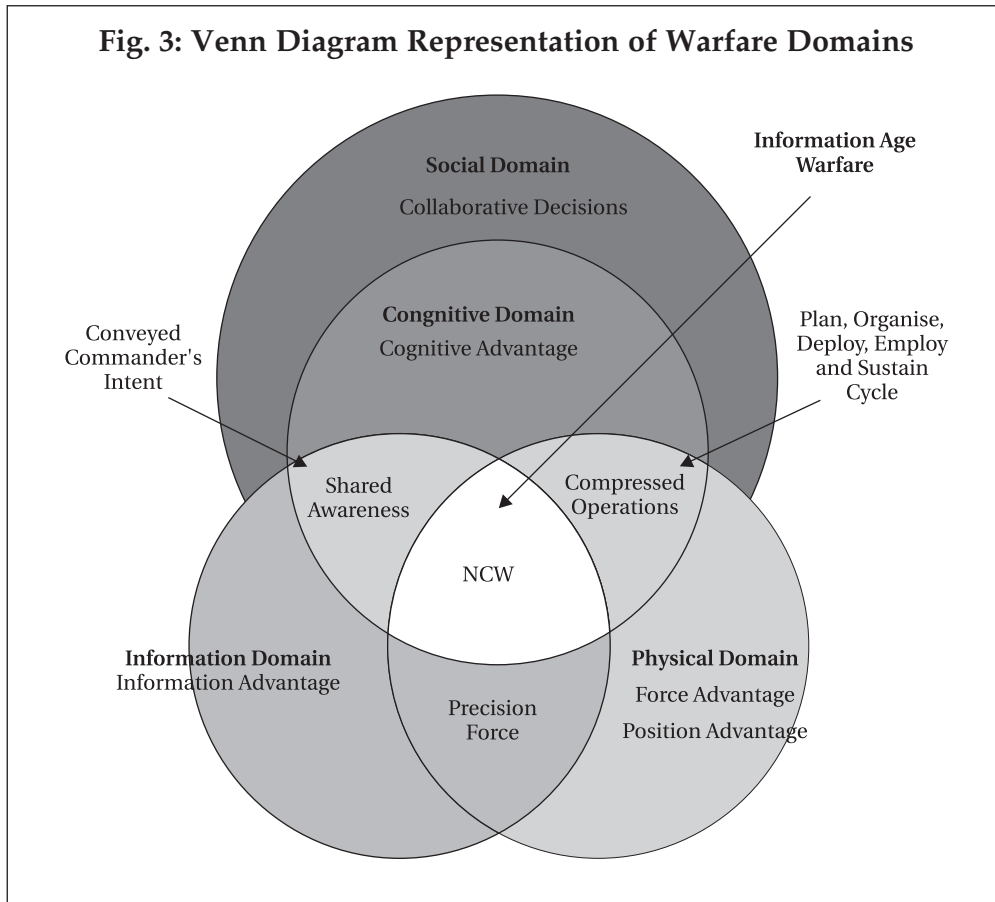 Fig. 3: Venn Diagram Representation of Warfare Domains
Information Age
Warfare
Social Domain
Collaborative Decisions
Congnitive Domain
Cognitive Advantage
Conveyed
Commander's
Intent
Plan, Organise,
Deploy, Employ
and Sustain
Cycle
Shared
Awareness
Compressed
Operations
NCW
Information Domain
Information Advantage
Physical Domain
Force Advantage
Position Advantage
Precision
Force